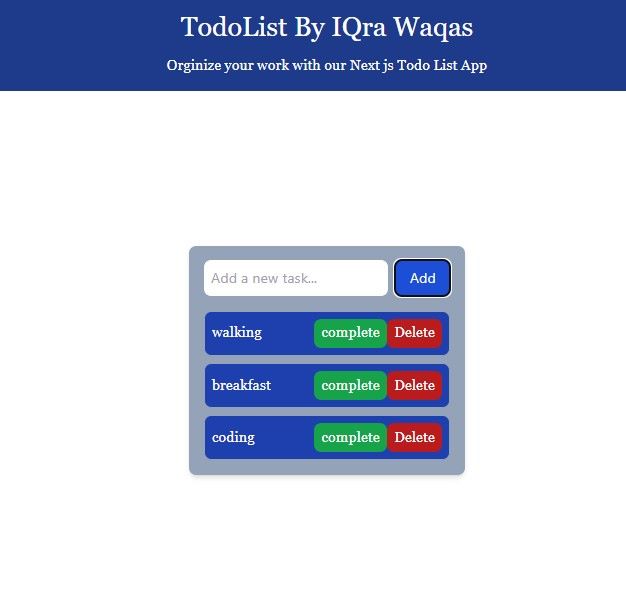 TodoList By IQra Waqas
Orginize your work with our Next js Todo List App
Add a new task... Add
walking complete Delete
breakfast complete Delete
coding complete Delete